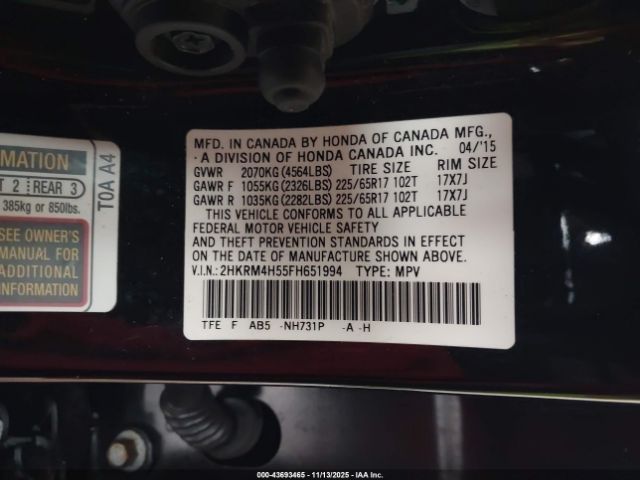 MFD. IN CANADA BY HONDA OF CANADA MFG.,
- A DIVISION OF HONDA CANADA INC. 04/'15
GVWR 2070KG (4564LBS) TIRE SIZE RIM SIZE
GAWR F 1055KG (2326LBS) 225/65R17 102T 17X7J
GAWR R 1035KG (2282LBS) 225/65R17 102T 17X7J
THIS VEHICLE CONFORMS TO ALL APPLICABLE
FEDERAL MOTOR VEHICLE SAFETY
AND THEFT PREVENTION STANDARDS IN EFFECT
ON THE DATE OF MANUFACTURE SHOWN ABOVE.
V.I.N.: 2HKRM4H55FH651994 TYPE: MPV
TFE F AB5 -NH731P -A -H
MATION
T 2 REAR 3
385kg or 850lbs.
SEE OWNER'S
MANUAL FOR
ADDITIONAL
T0A A4
000-43693465 - 11/13/2025 - IAA Inc.